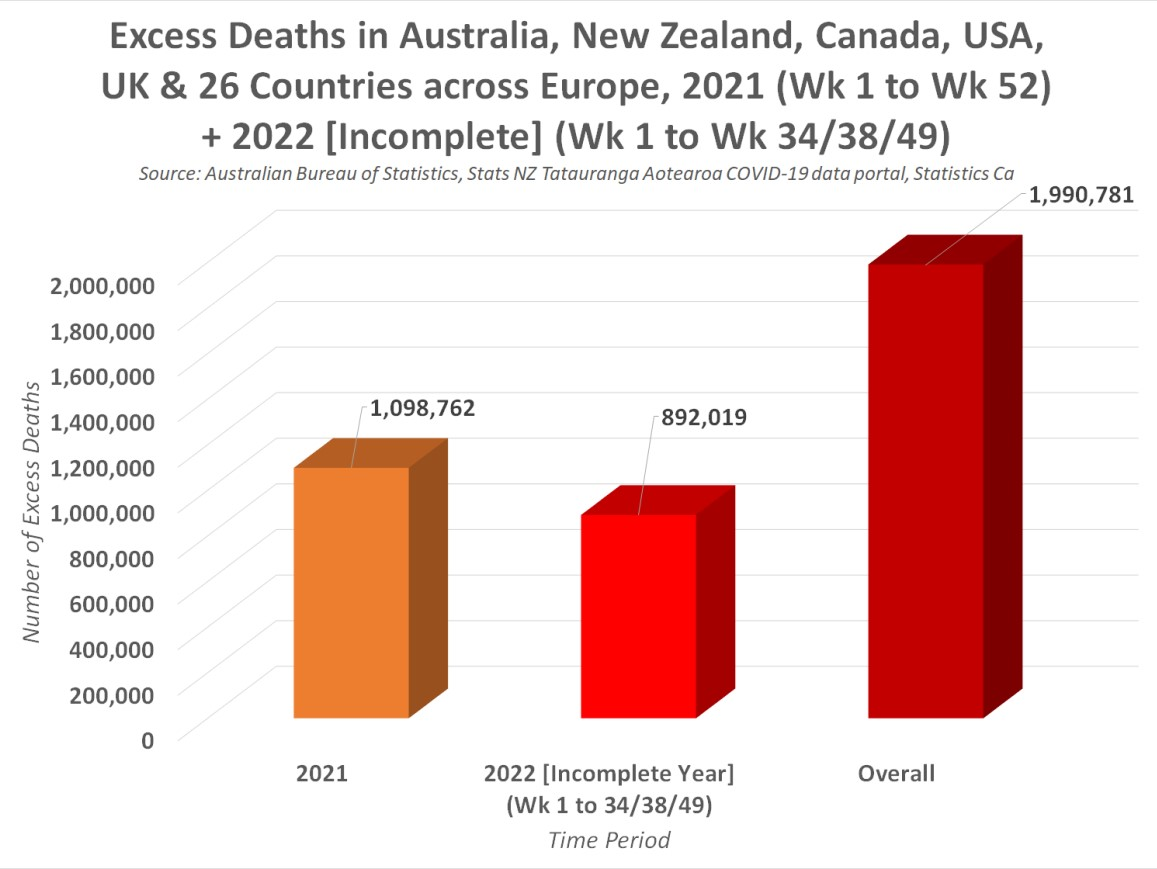 Excess Deaths in Australia, New Zealand, Canada, USA,
UK & 26 Countries across Europe, 2021 (Wk 1 to Wk 52)
+ 2022 [Incomplete] (Wk 1 to Wk 34/38/49)
Source: Australian Bureau of Statistics, Stats NZ Tatauranga Aotearoa COVID-19 data portal, Statistics Ca
1,990,781
2,000,000
1,800,000
1,600,000
1,400,000
1,200,000
1,000,000
800,000
600,000
400,000
200,000
0
Number of Excess Deaths
1,098,762
892,019
2021
2022 [Incomplete Year]
(Wk 1 to 34/38/49)
Overall
Time Period